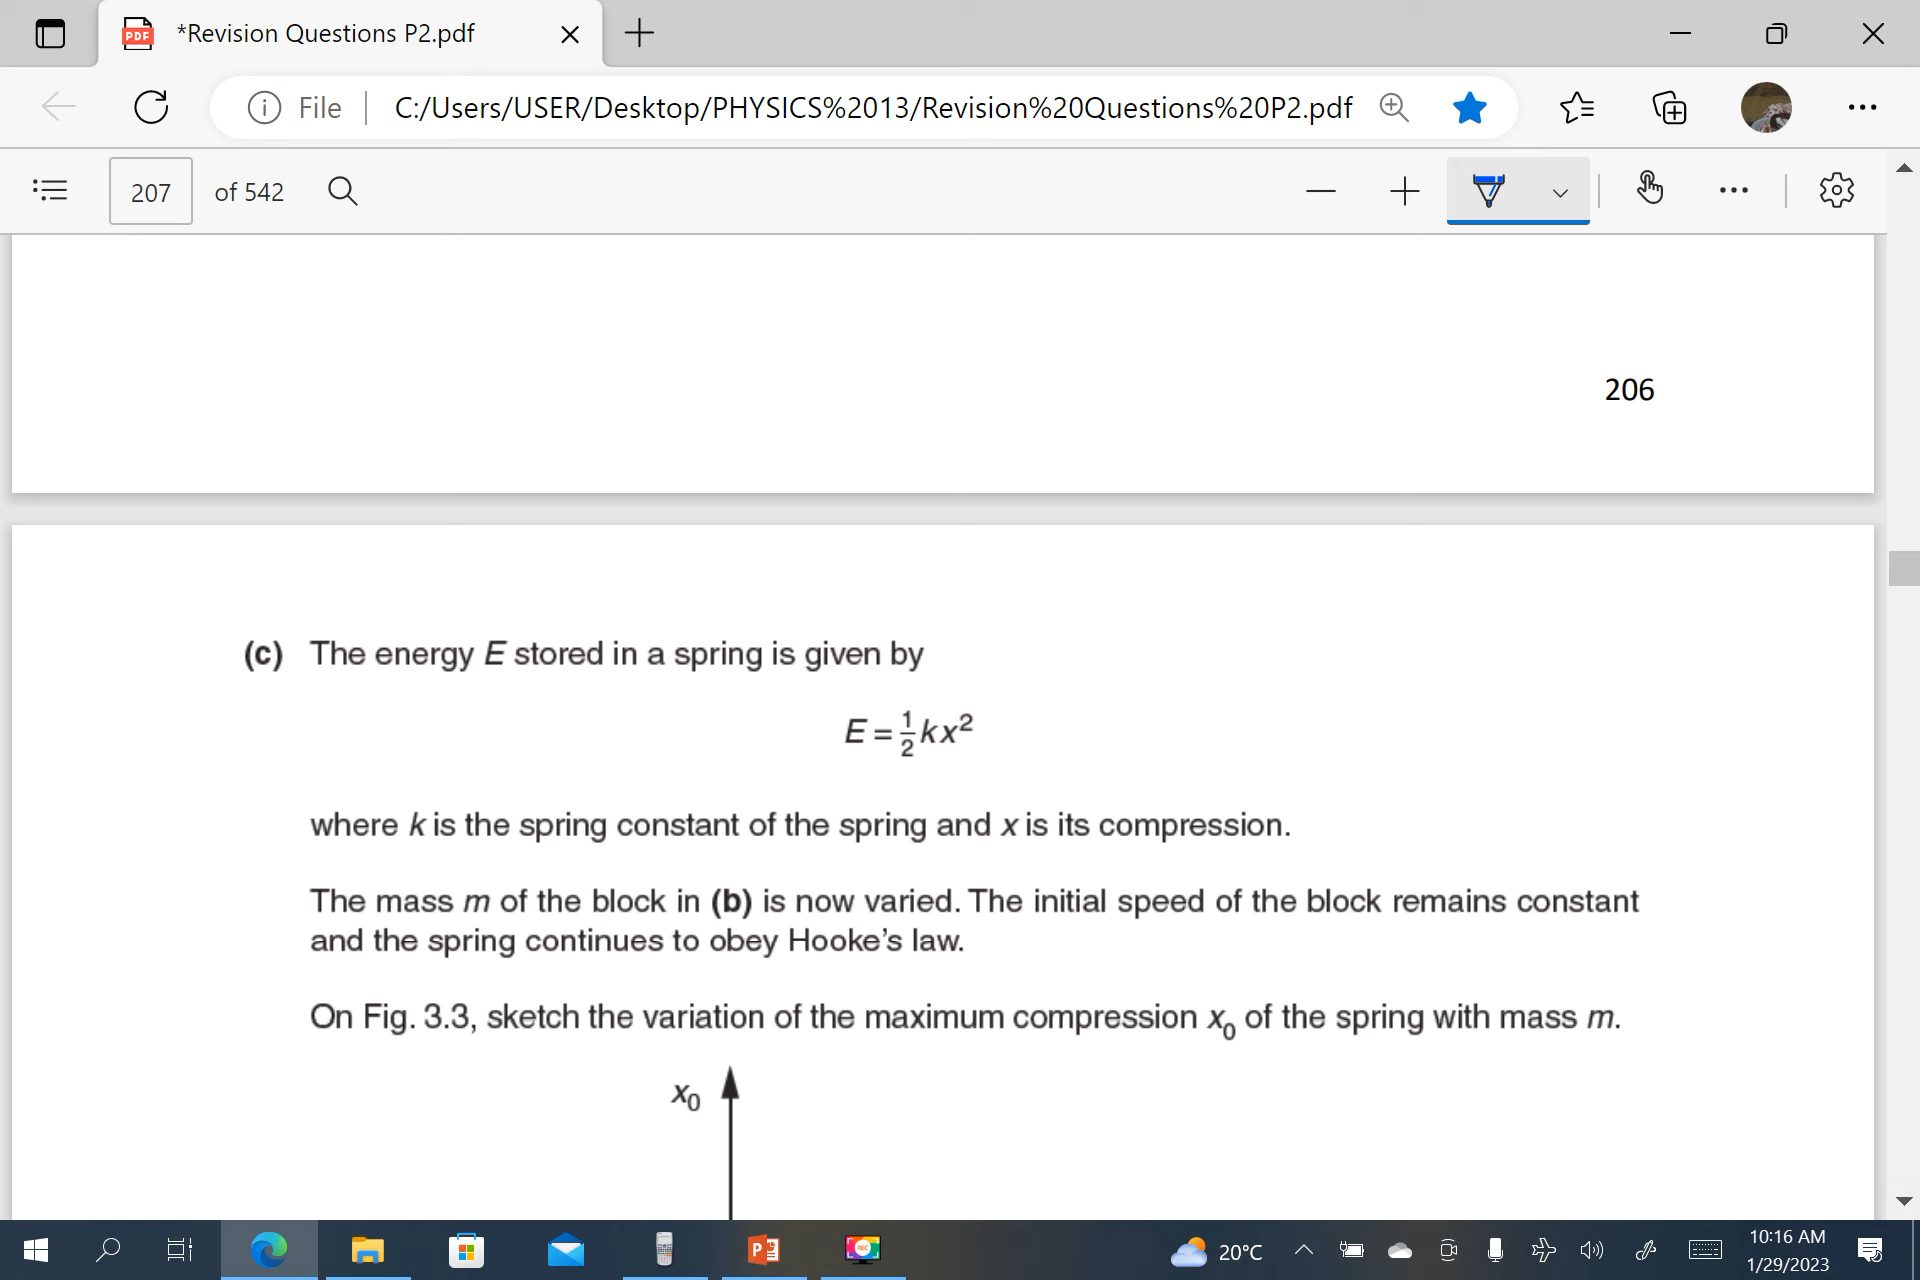 *Revision Questions P2.pdf
File
C:/Users/USER/Desktop/PHYSICS%2013/Revision%20Questions%20P2.pdf
207 of 542
206
(c) The energy E stored in a spring is given by
E = ½kx²
where k is the spring constant of the spring and x is its compression.
The mass m of the block in (b) is now varied. The initial speed of the block remains constant
and the spring continues to obey Hooke's law.
On Fig. 3.3, sketch the variation of the maximum compression x₀ of the spring with mass m.
x₀
20°C
10:16 AM
1/29/2023